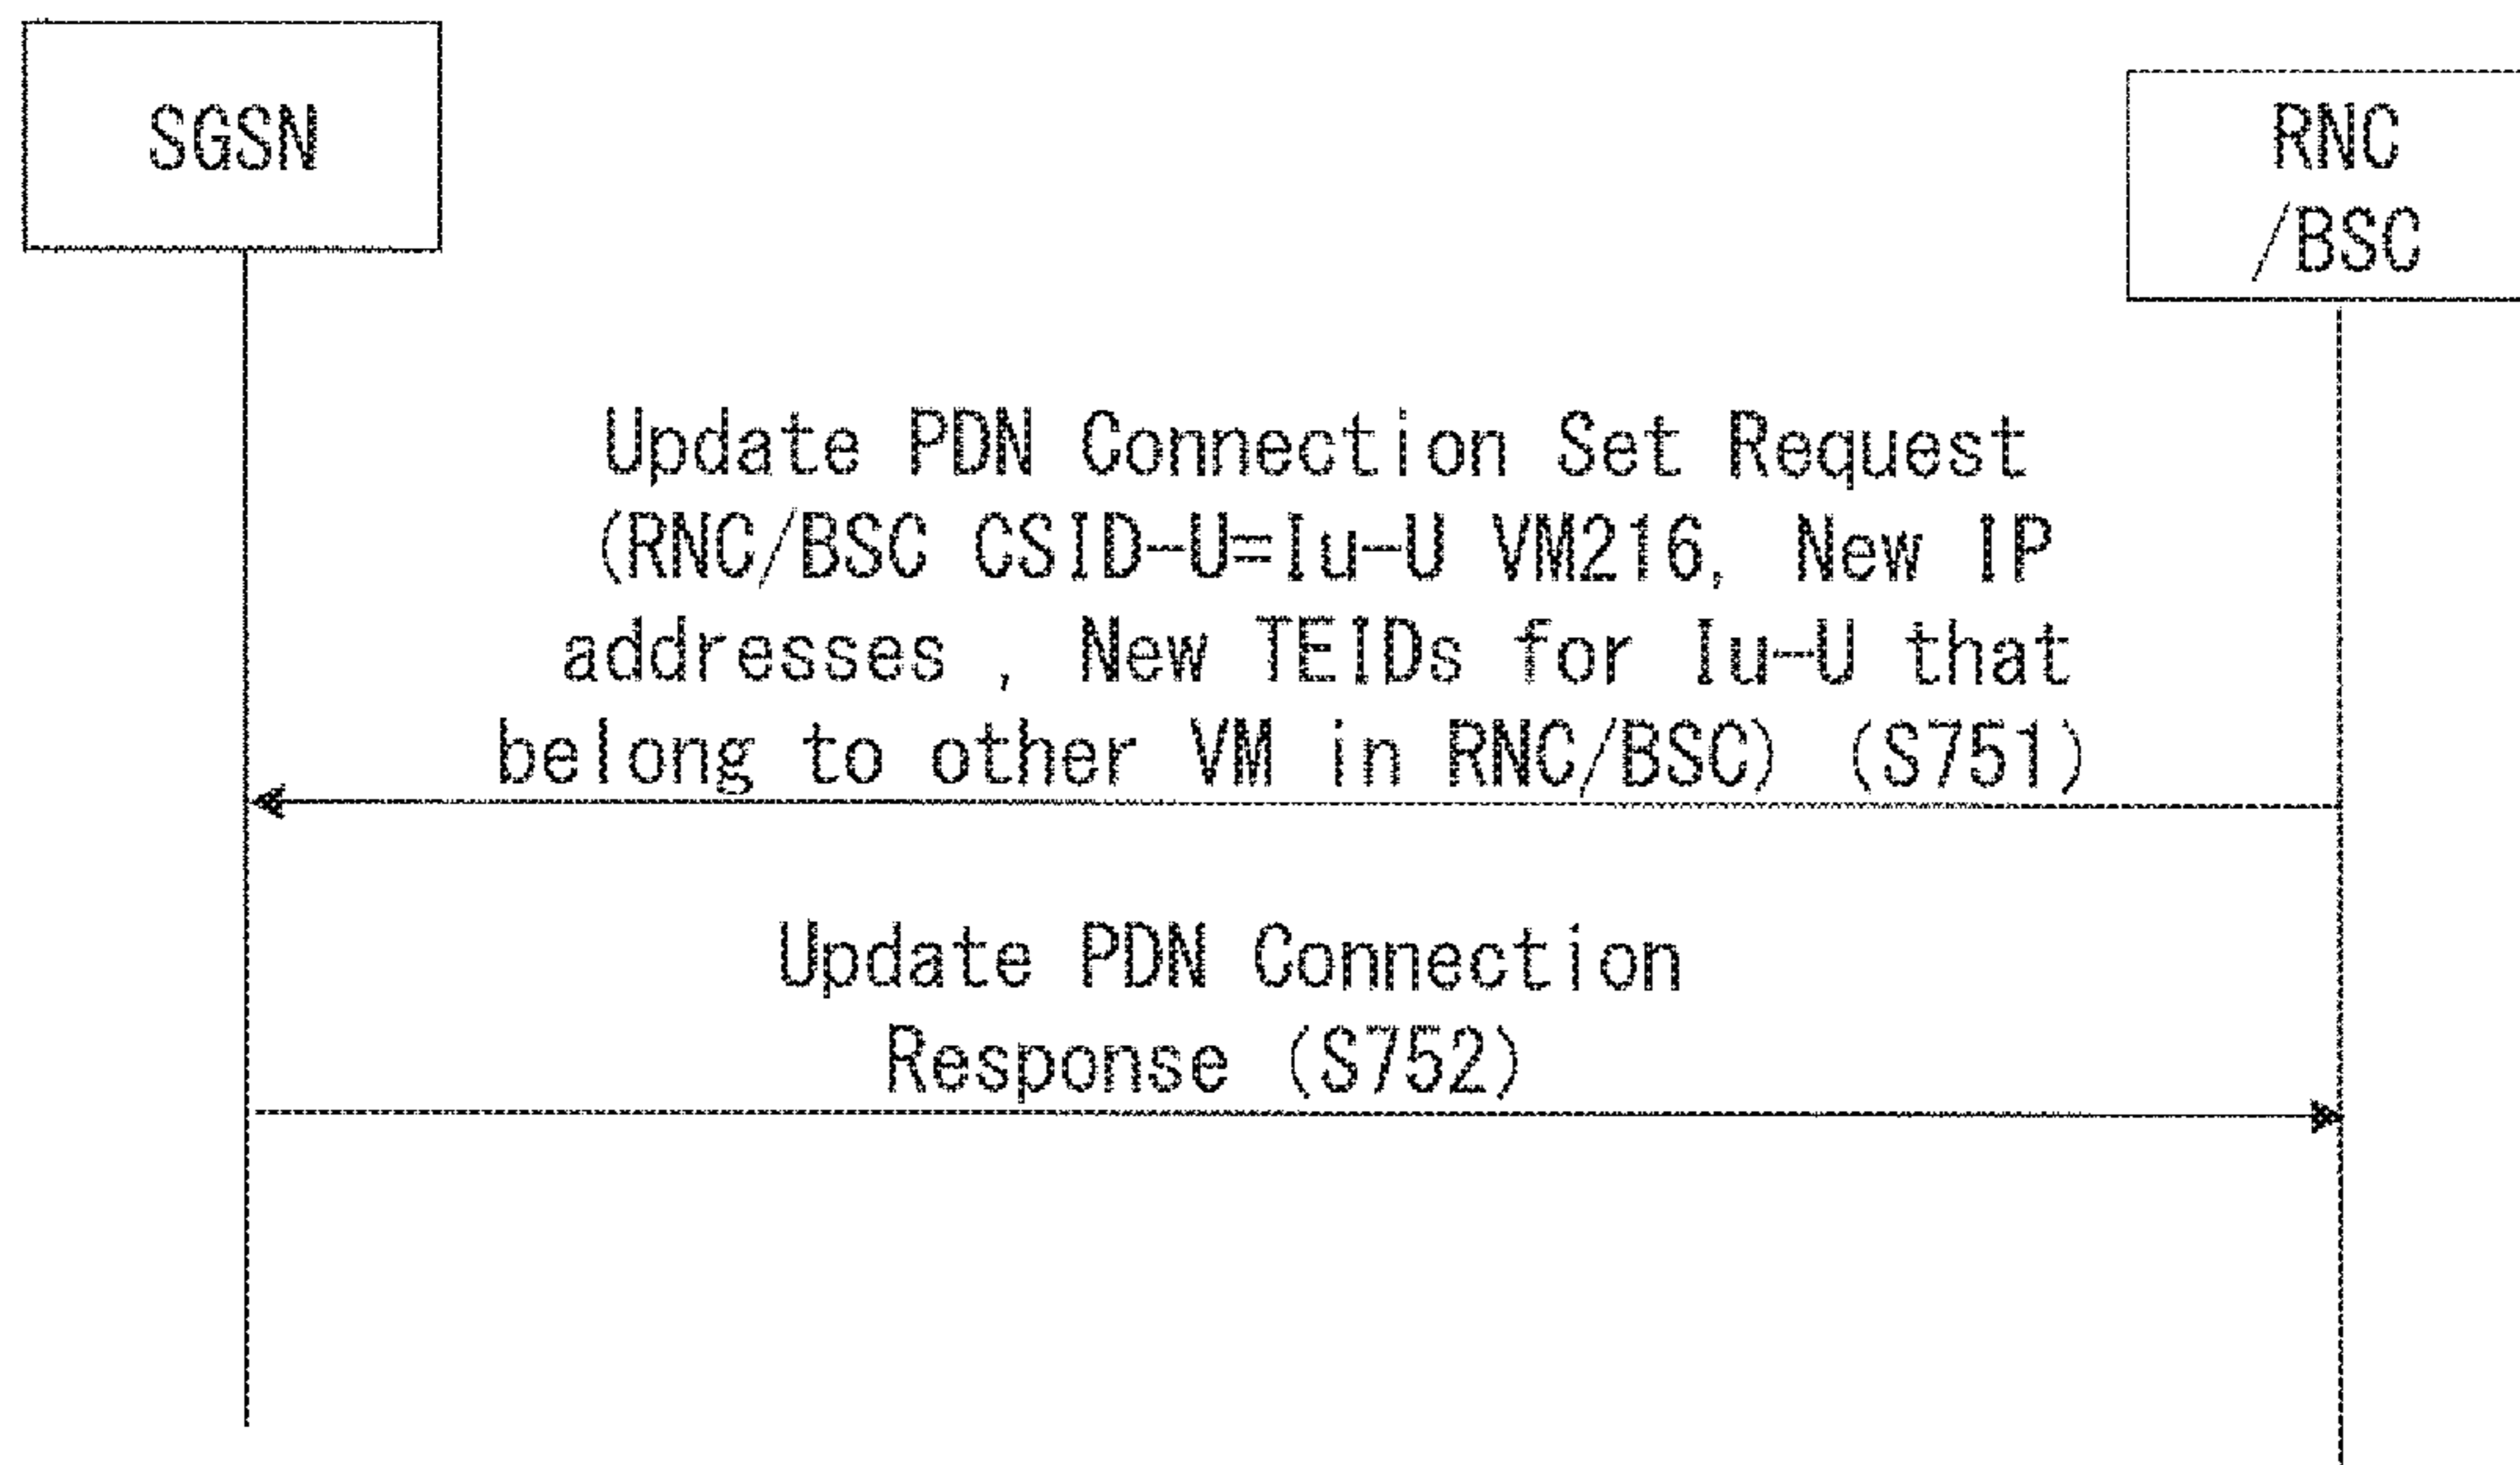 SGSN
RNC
/BSC
Update PDN Connection Set Request
(RNC/BSC CSID-U=Iu-U VM216, New IP
addresses , New TEIDs for Iu-U that
belong to other VM in RNC/BSC) (S751)
Update PDN Connection
Response (S752)